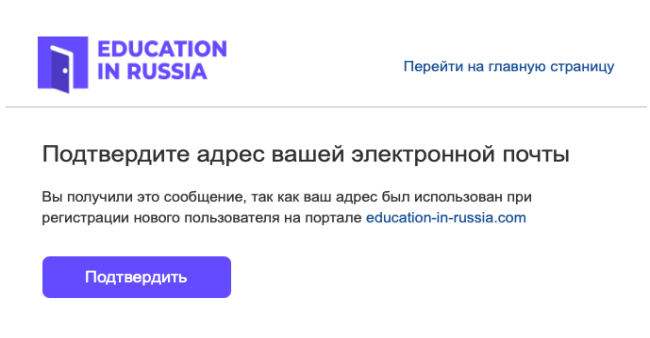 EDUCATION
IN RUSSIA
Перейти на главную страницу
Подтвердите адрес вашей электронной почты
Вы получили это сообщение, так как ваш адрес был использован при
регистрации нового пользователя на портале education-in-russia.com
Подтвердить